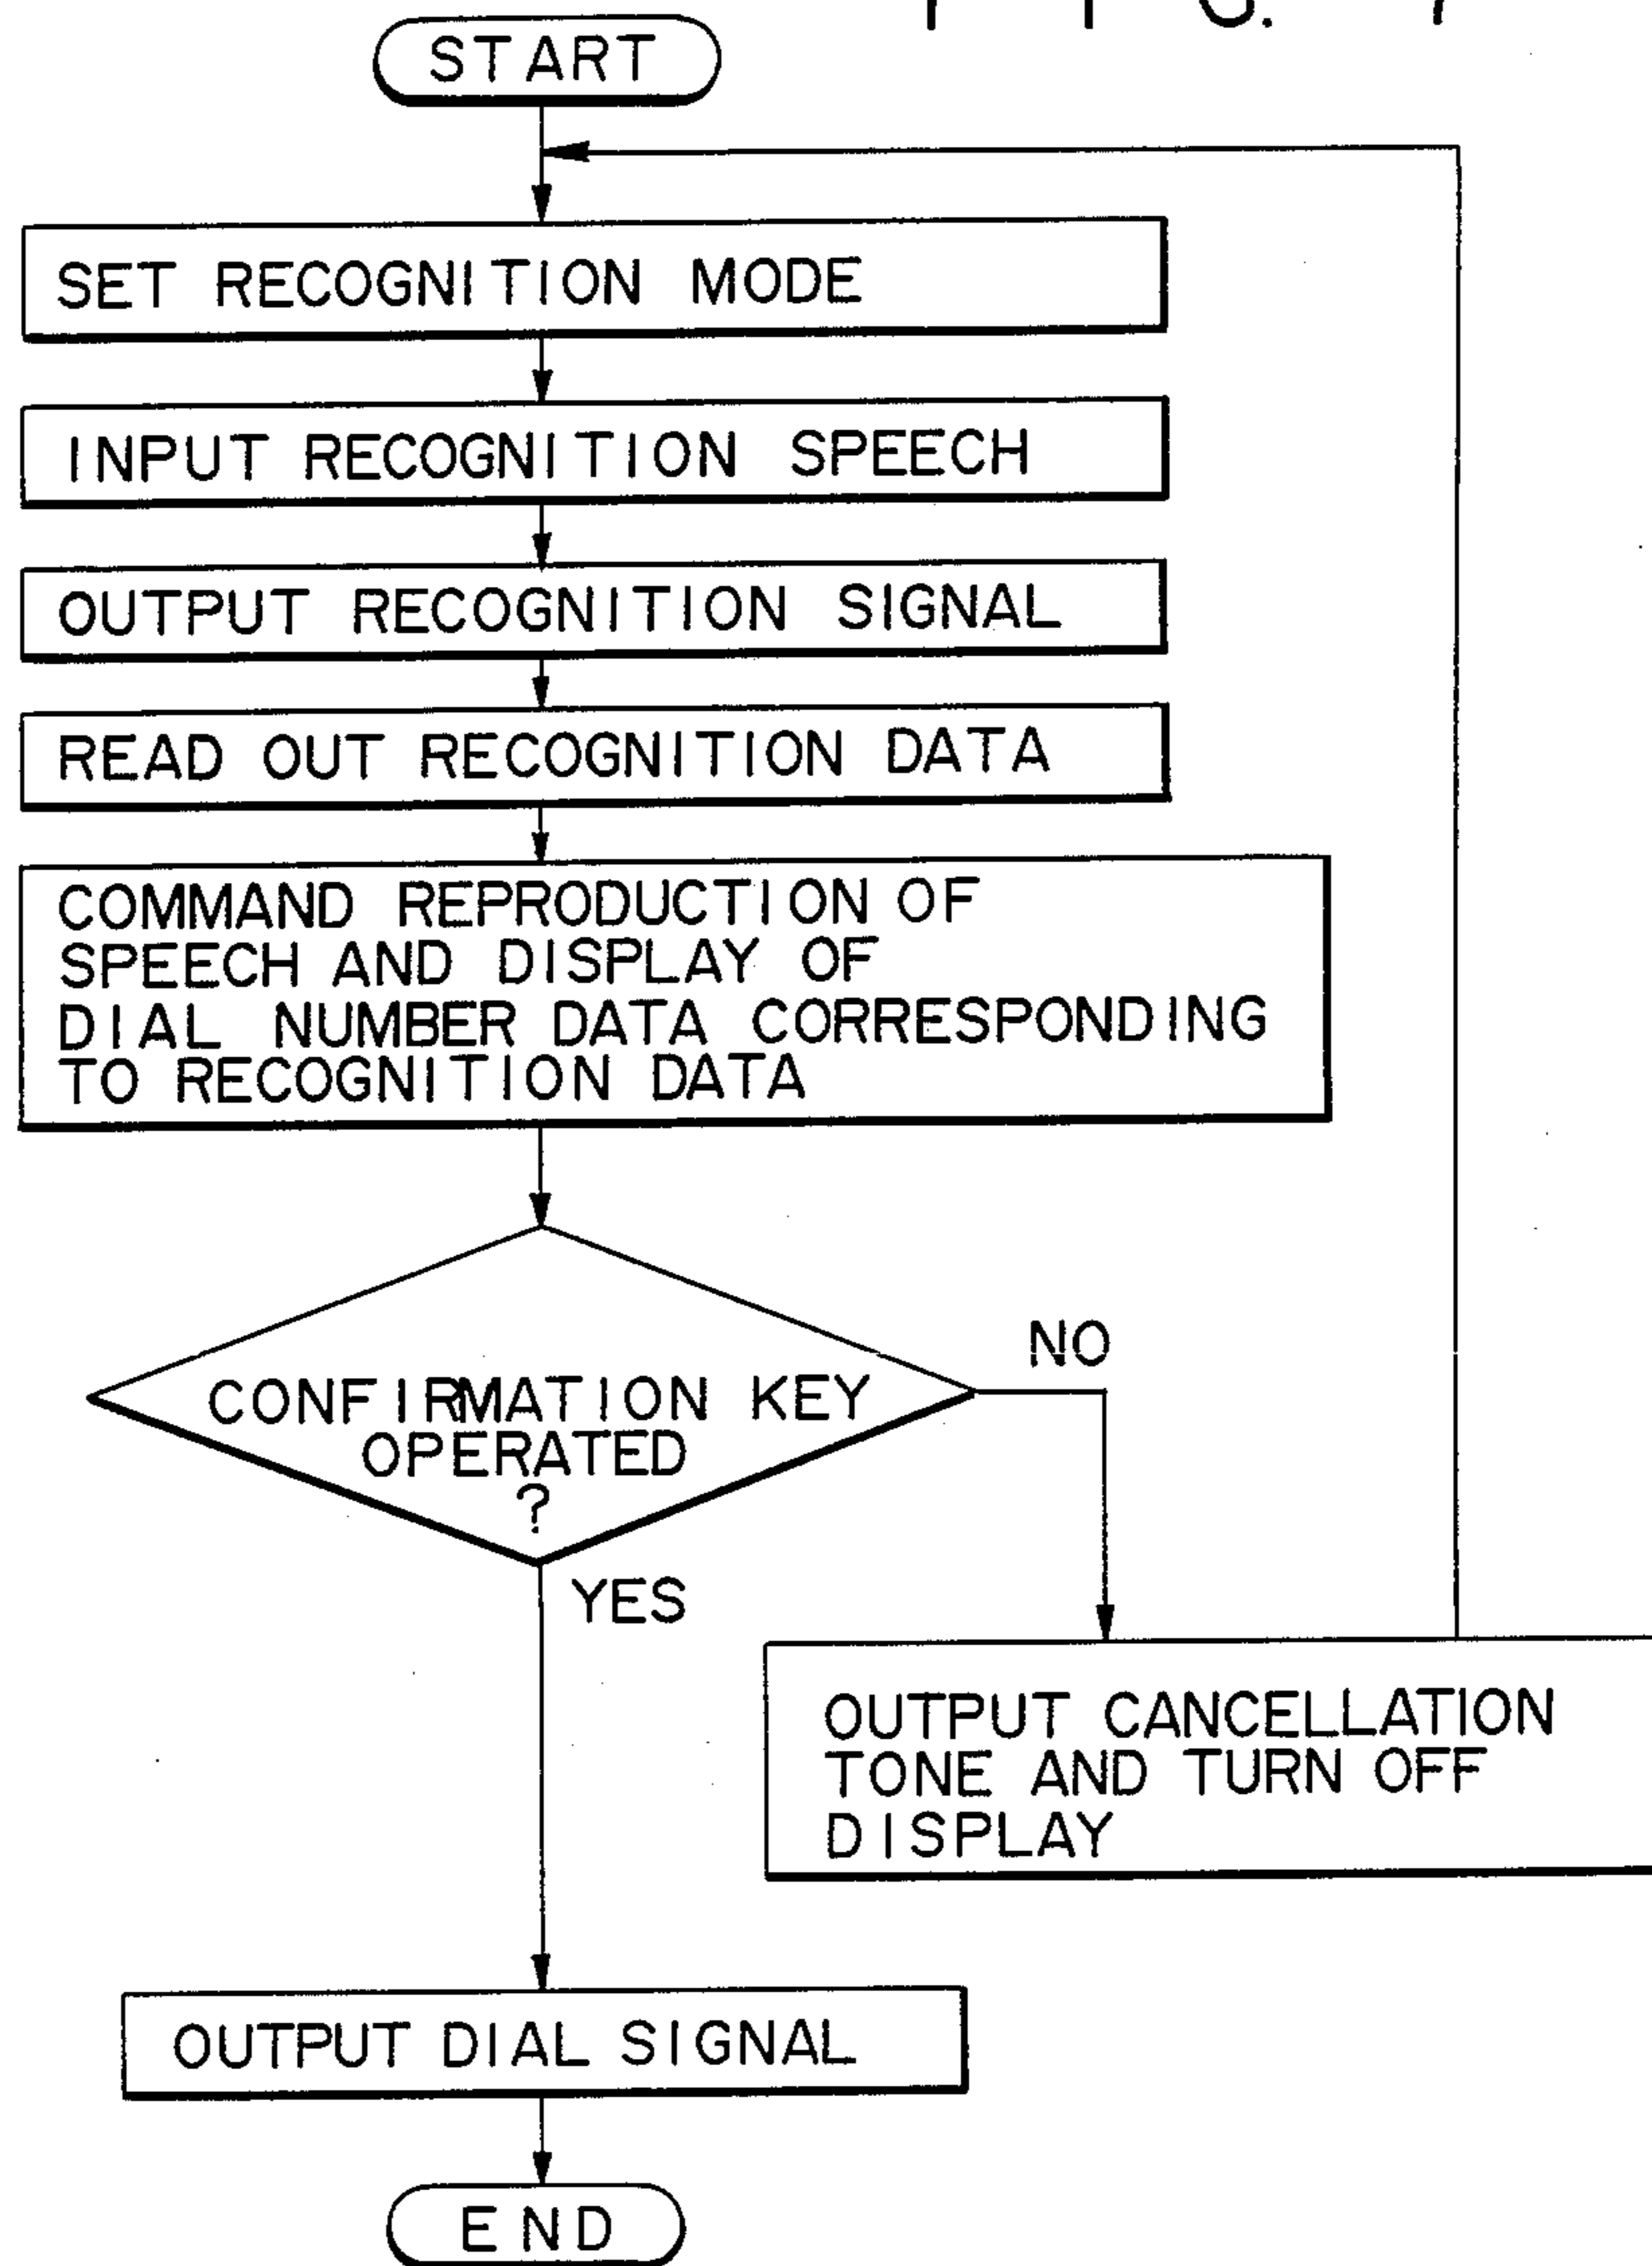 START
SET RECOGNITION MODE
INPUT RECOGNITION SPEECH
OUTPUT RECOGNITION SIGNAL
READ OUT RECOGNITION DATA
COMMAND REPRODUCTION OF
SPEECH AND DISPLAY OF
DIAL NUMBER DATA CORRESPONDING
TO RECOGNITION DATA
CONFIRMATION KEY
OPERATED
?
NO
YES
OUTPUT CANCELLATION
TONE AND TURN OFF
DISPLAY
OUTPUT DIAL SIGNAL
END